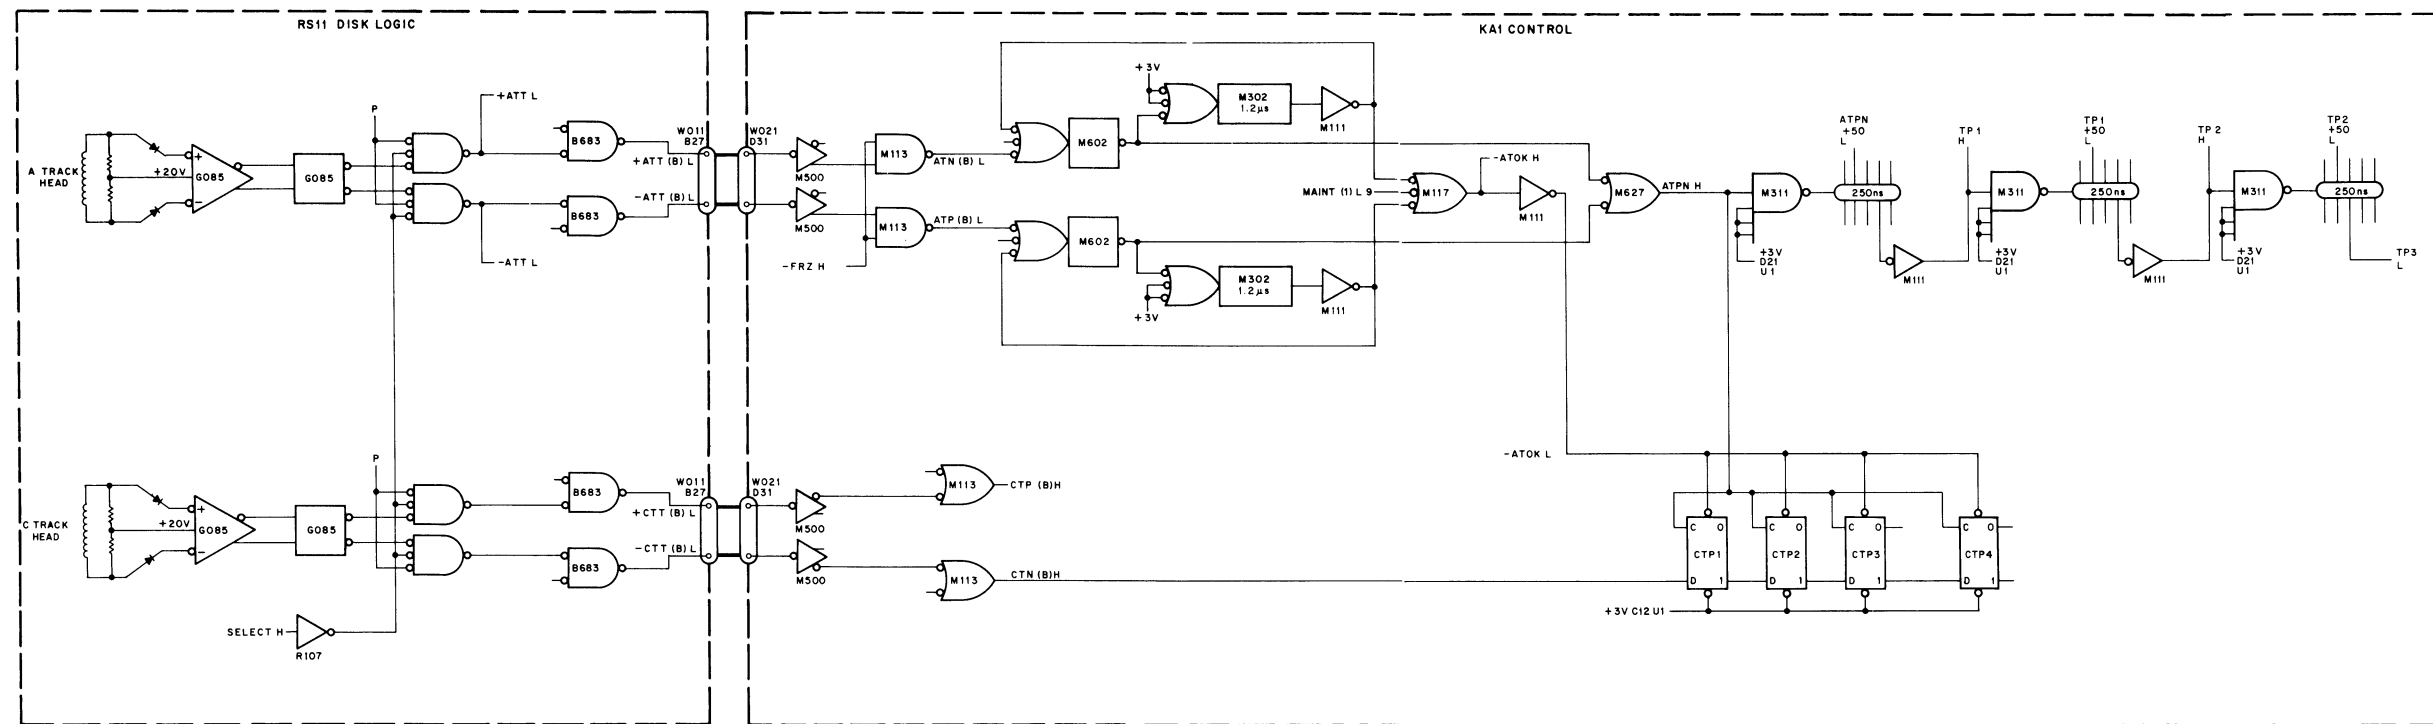 RS11 DISK LOGIC
KA1 CONTROL
A TRACK
HEAD
+20V
+
-
G085
G085
P
+ATT L
-ATT L
B683
B683
W011
B27
+ATT (B) L
-ATT (B) L
W021
D31
M500
M500
M113
M113
ATN (B) L
ATP (B) L
-FRZ H
M602
M602
+3V
M302
1.2µs
M111
M302
1.2µs
M111
+3V
MAINT (1) L 9
M117
-ATOK H
M111
M627
ATPN H
M311
+3V
D21
U1
ATPN
+50
L
250ns
M111
TP1
H
M311
+3V
D21
U1
TP1
+50
L
250ns
M111
TP2
H
M311
+3V
D21
U1
TP2
+50
L
250ns
TP3
L
C TRACK
HEAD
+20V
+
-
G085
G085
P
B683
B683
W011
B27
+CTT (B) L
-CTT (B) L
W021
D31
M500
M500
M113
CTP (B)H
M113
CTN (B)H
SELECT H
R107
-ATOK L
C O
CTP1
D 1
C O
CTP2
D 1
C O
CTP3
D 1
C O
CTP4
D 1
+3V C12 U1